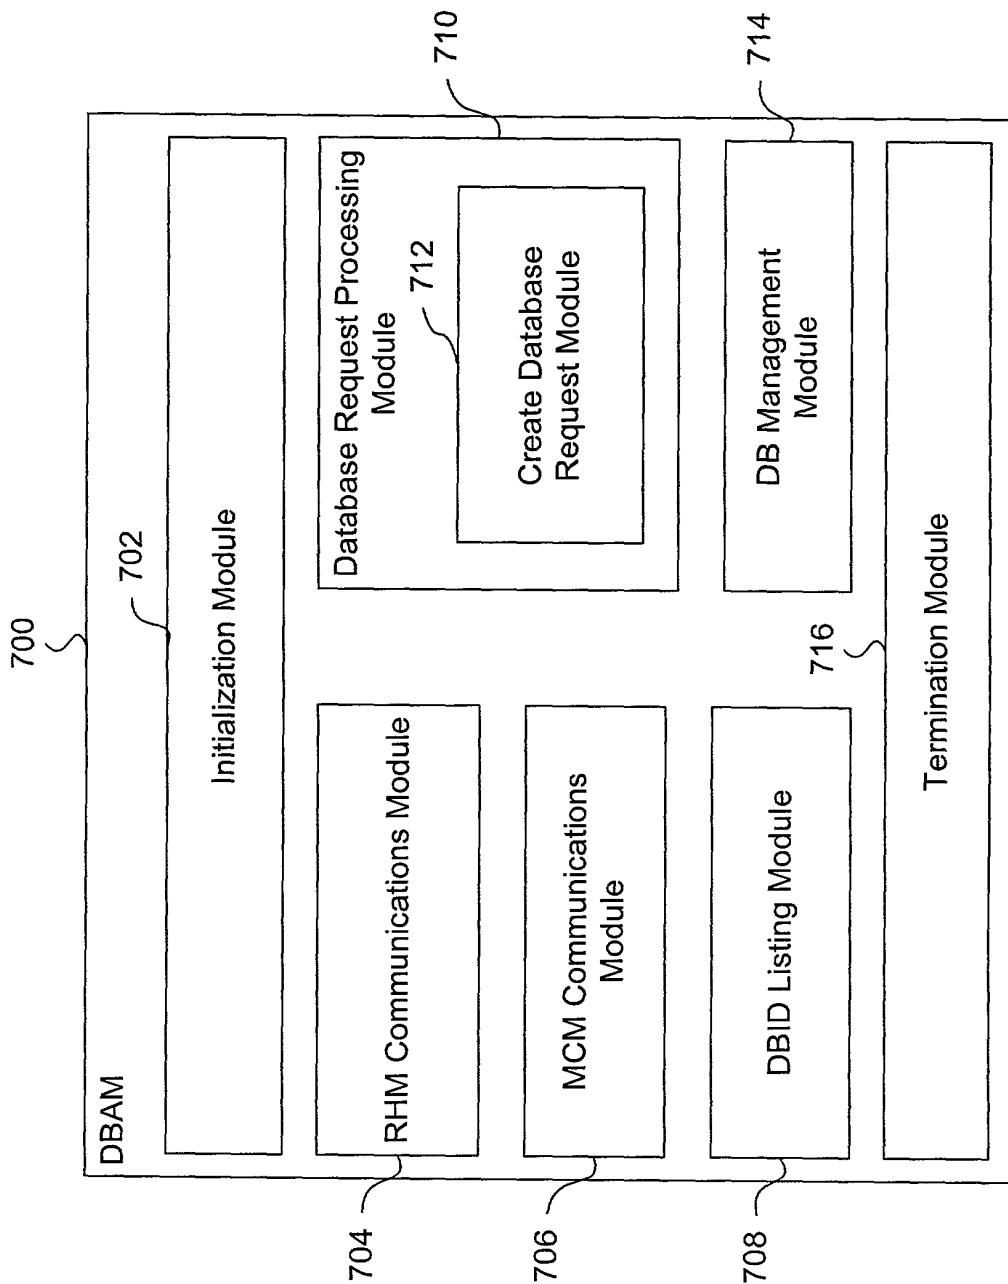 700
DBAM
702
Initialization Module
704
RHM Communications Module
710
Database Request Processing
Module
712
Create Database
Request Module
706
MCM Communications
Module
708
DBID Listing Module
714
DB Management
Module
716
Termination Module